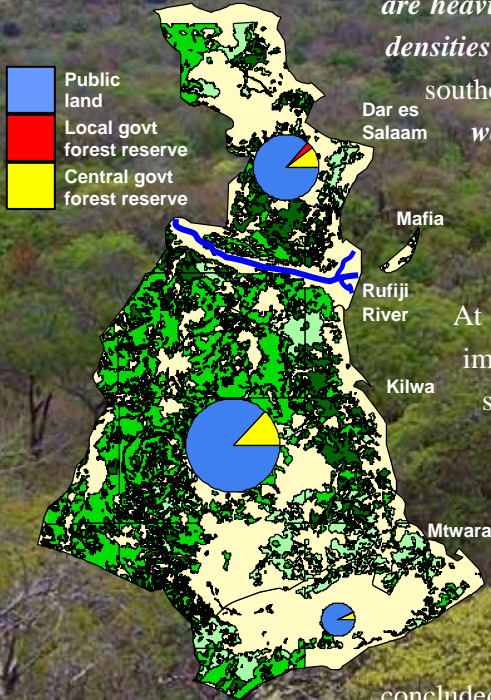 are heavi
densities
southe
w
Public
land
Local govt
forest reserve
Central govt
forest reserve
Dar es
Salaam
Mafia
Rufiji
River
At
im
s
Kilwa
Mtwara
concluded